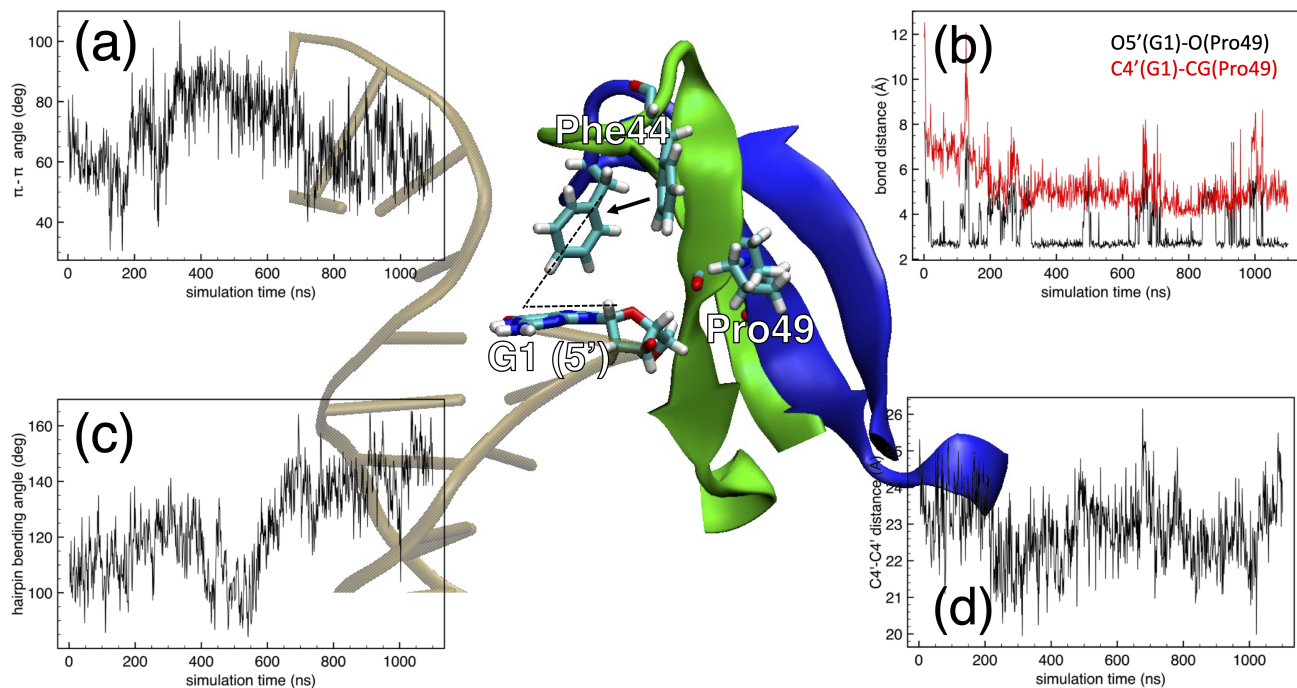 (a)
100
80
60
40
π- π angle (deg)
0 200 400 600 800 1000
simulation time (ns)
(b)
O5’(G1)-O(Pro49)
C4’(G1)-CG(Pro49)
12
10
8
6
4
2
bond distance (Å)
0 200 400 600 800 1000
simulation time (ns)
Phe44
Pro49
G1 (5’)
(c)
160
140
120
100
hairpin bending angle (deg)
0 200 400 600 800 1000
simulation time (ns)
(d)
26
25
24
23
22
21
20
C4'-C4' distance (Å)
0 200 400 600 800 1000
simulation time (ns)